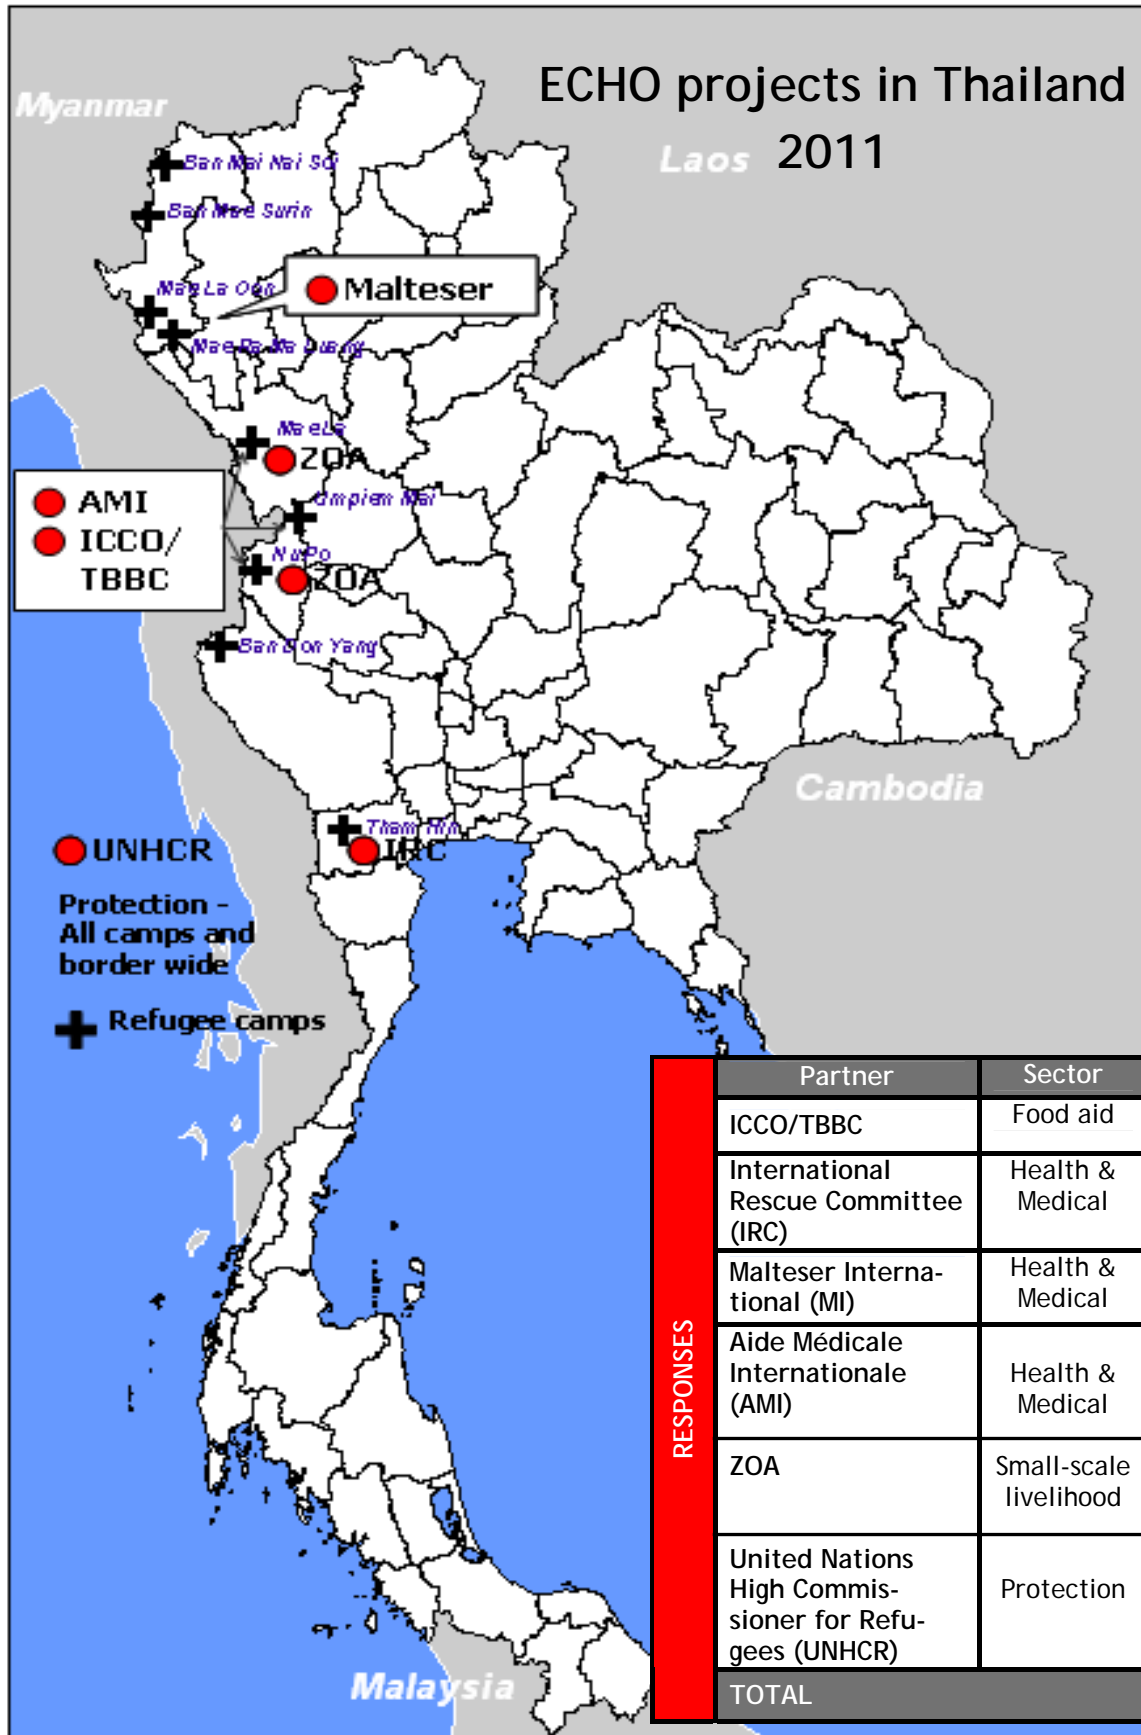 ECHO projects in Thailand
2011
Myanmar
Laos
Ban Mai Nai Soi
Ban Mae Surin
Mae La Oon
Malteser
Mae Ra Ma Luang
Mae La
ZOA
AMI
ICCO/
TBBC
Umpiem Mai
Nu Po
ZOA
Ban Don Yang
Cambodia
Tham Hin
IRC
UNHCR
Protection -
All camps and
border wide
Refugee camps
Malaysia
RESPONSES
Partner Sector
ICCO/TBBC Food aid
International Health &
Rescue Committee Medical
(IRC)
Malteser Interna- Health &
tional (MI) Medical
Aide Médicale
Internationale Health &
(AMI) Medical
ZOA Small-scale
livelihood
United Nations
High Commis- Protection
sioner for Refu-
gees (UNHCR)
TOTAL